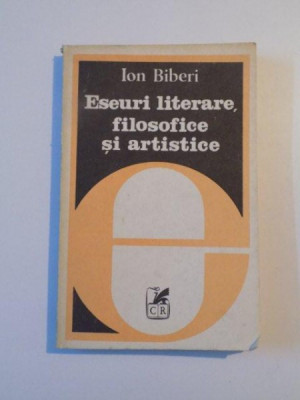 Ion Biberi
Eseuri literare,
filosofice
și artistice
e
CR